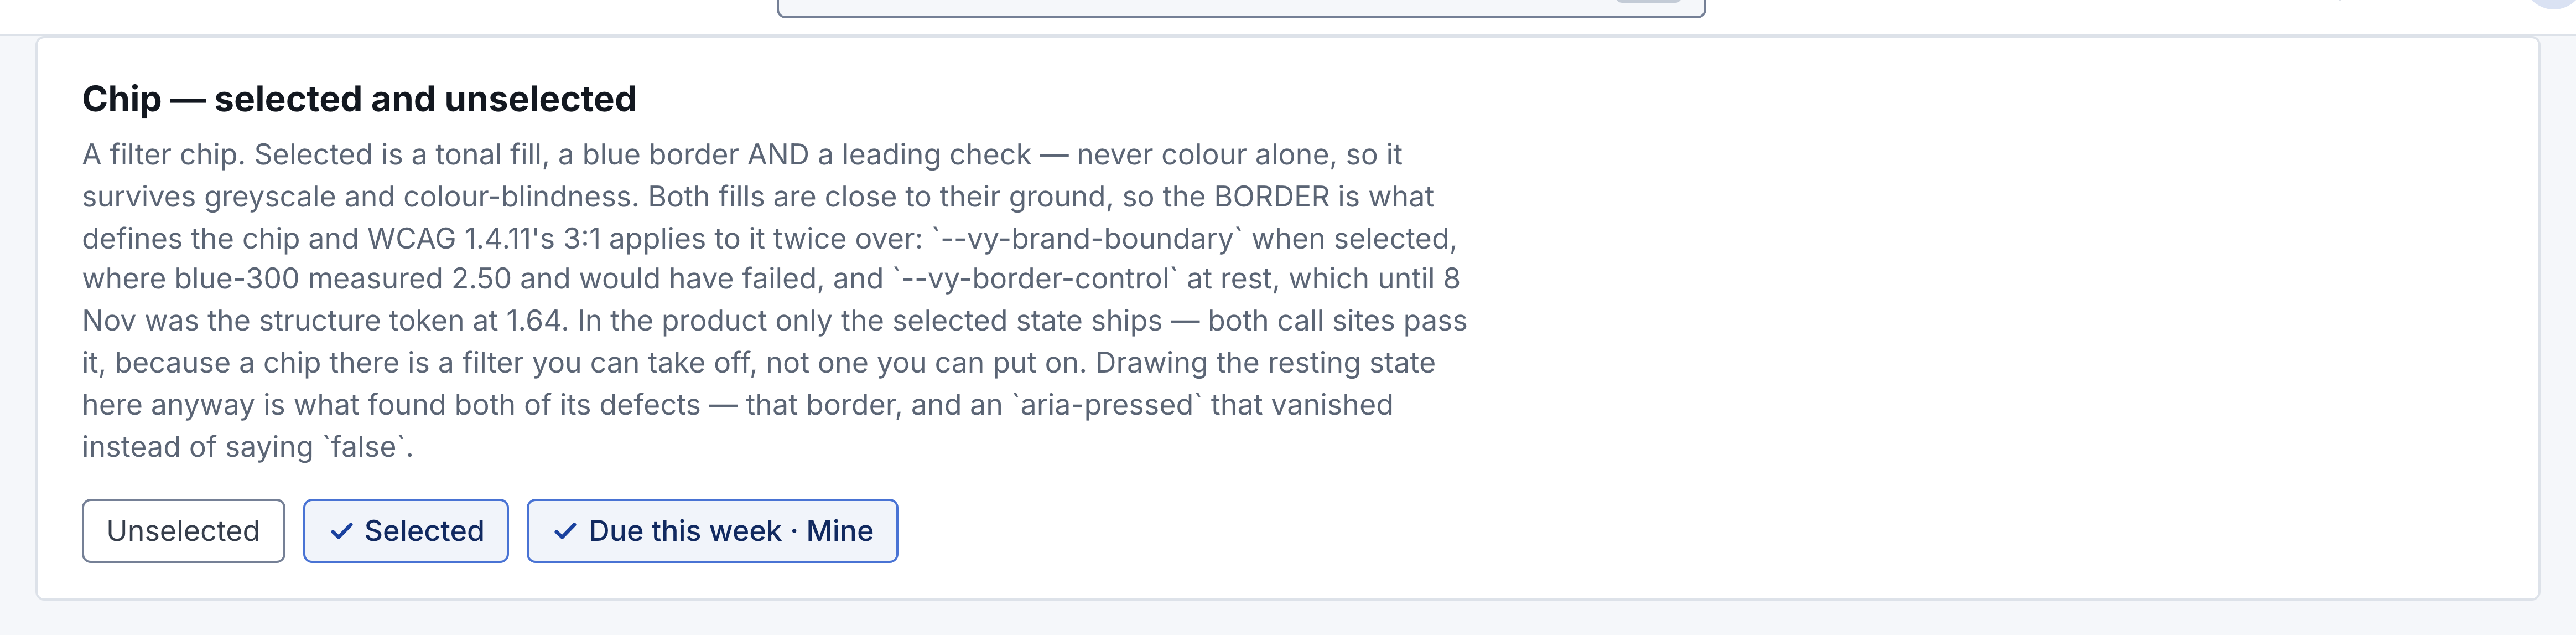 Chip — selected and unselected
A filter chip. Selected is a tonal fill, a blue border AND a leading check — never colour alone, so it
survives greyscale and colour-blindness. Both fills are close to their ground, so the BORDER is what
defines the chip and WCAG 1.4.11's 3:1 applies to it twice over: `--vy-brand-boundary` when selected,
where blue-300 measured 2.50 and would have failed, and `--vy-border-control` at rest, which until 8
Nov was the structure token at 1.64. In the product only the selected state ships — both call sites pass
it, because a chip there is a filter you can take off, not one you can put on. Drawing the resting state
here anyway is what found both of its defects — that border, and an `aria-pressed` that vanished
instead of saying `false`.
Unselected
Selected
Due this week · Mine